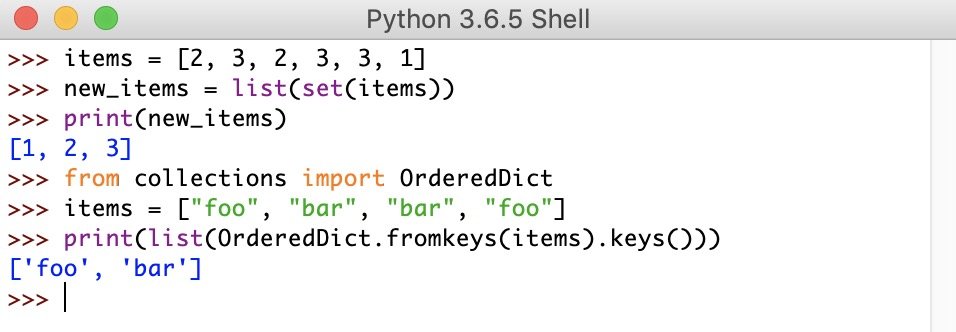 Python 3.6.5 Shell
>>> items = [2, 3, 2, 3, 3, 1]
>>> new_items = list(set(items))
>>> print(new_items)
[1, 2, 3]
>>> from collections import OrderedDict
>>> items = ["foo", "bar", "bar", "foo"]
>>> print(list(OrderedDict.fromkeys(items).keys()))
['foo', 'bar']
>>>